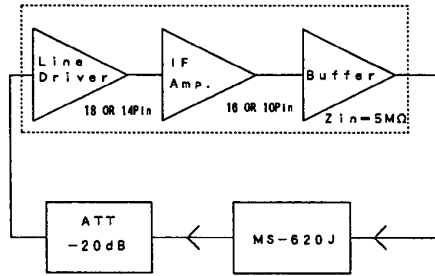 Line
Driver
IF
Amp.
Buffer
18 OR 14Pin
16 OR 10Pin
Zin=5MΩ
ATT
-20dB
MS-620J